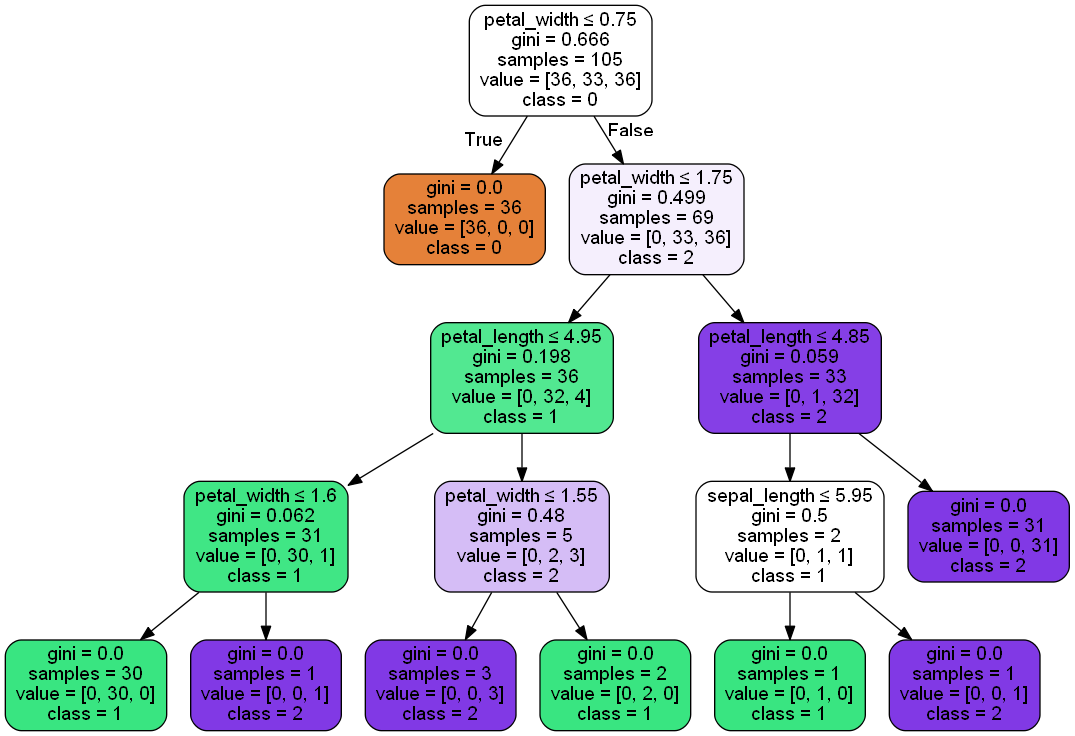 petal_width ≤ 0.75
gini = 0.666
samples = 105
value = [36, 33, 36]
class = 0
True
False
gini = 0.0
samples = 36
value = [36, 0, 0]
class = 0
petal_width ≤ 1.75
gini = 0.499
samples = 69
value = [0, 33, 36]
class = 2
petal_length ≤ 4.95
gini = 0.198
samples = 36
value = [0, 32, 4]
class = 1
petal_length ≤ 4.85
gini = 0.059
samples = 33
value = [0, 1, 32]
class = 2
petal_width ≤ 1.6
gini = 0.062
samples = 31
value = [0, 30, 1]
class = 1
petal_width ≤ 1.55
gini = 0.48
samples = 5
value = [0, 2, 3]
class = 2
sepal_length ≤ 5.95
gini = 0.5
samples = 2
value = [0, 1, 1]
class = 1
gini = 0.0
samples = 31
value = [0, 0, 31]
class = 2
gini = 0.0
samples = 30
value = [0, 30, 0]
class = 1
gini = 0.0
samples = 1
value = [0, 0, 1]
class = 2
gini = 0.0
samples = 3
value = [0, 0, 3]
class = 2
gini = 0.0
samples = 2
value = [0, 2, 0]
class = 1
gini = 0.0
samples = 1
value = [0, 1, 0]
class = 1
gini = 0.0
samples = 1
value = [0, 0, 1]
class = 2